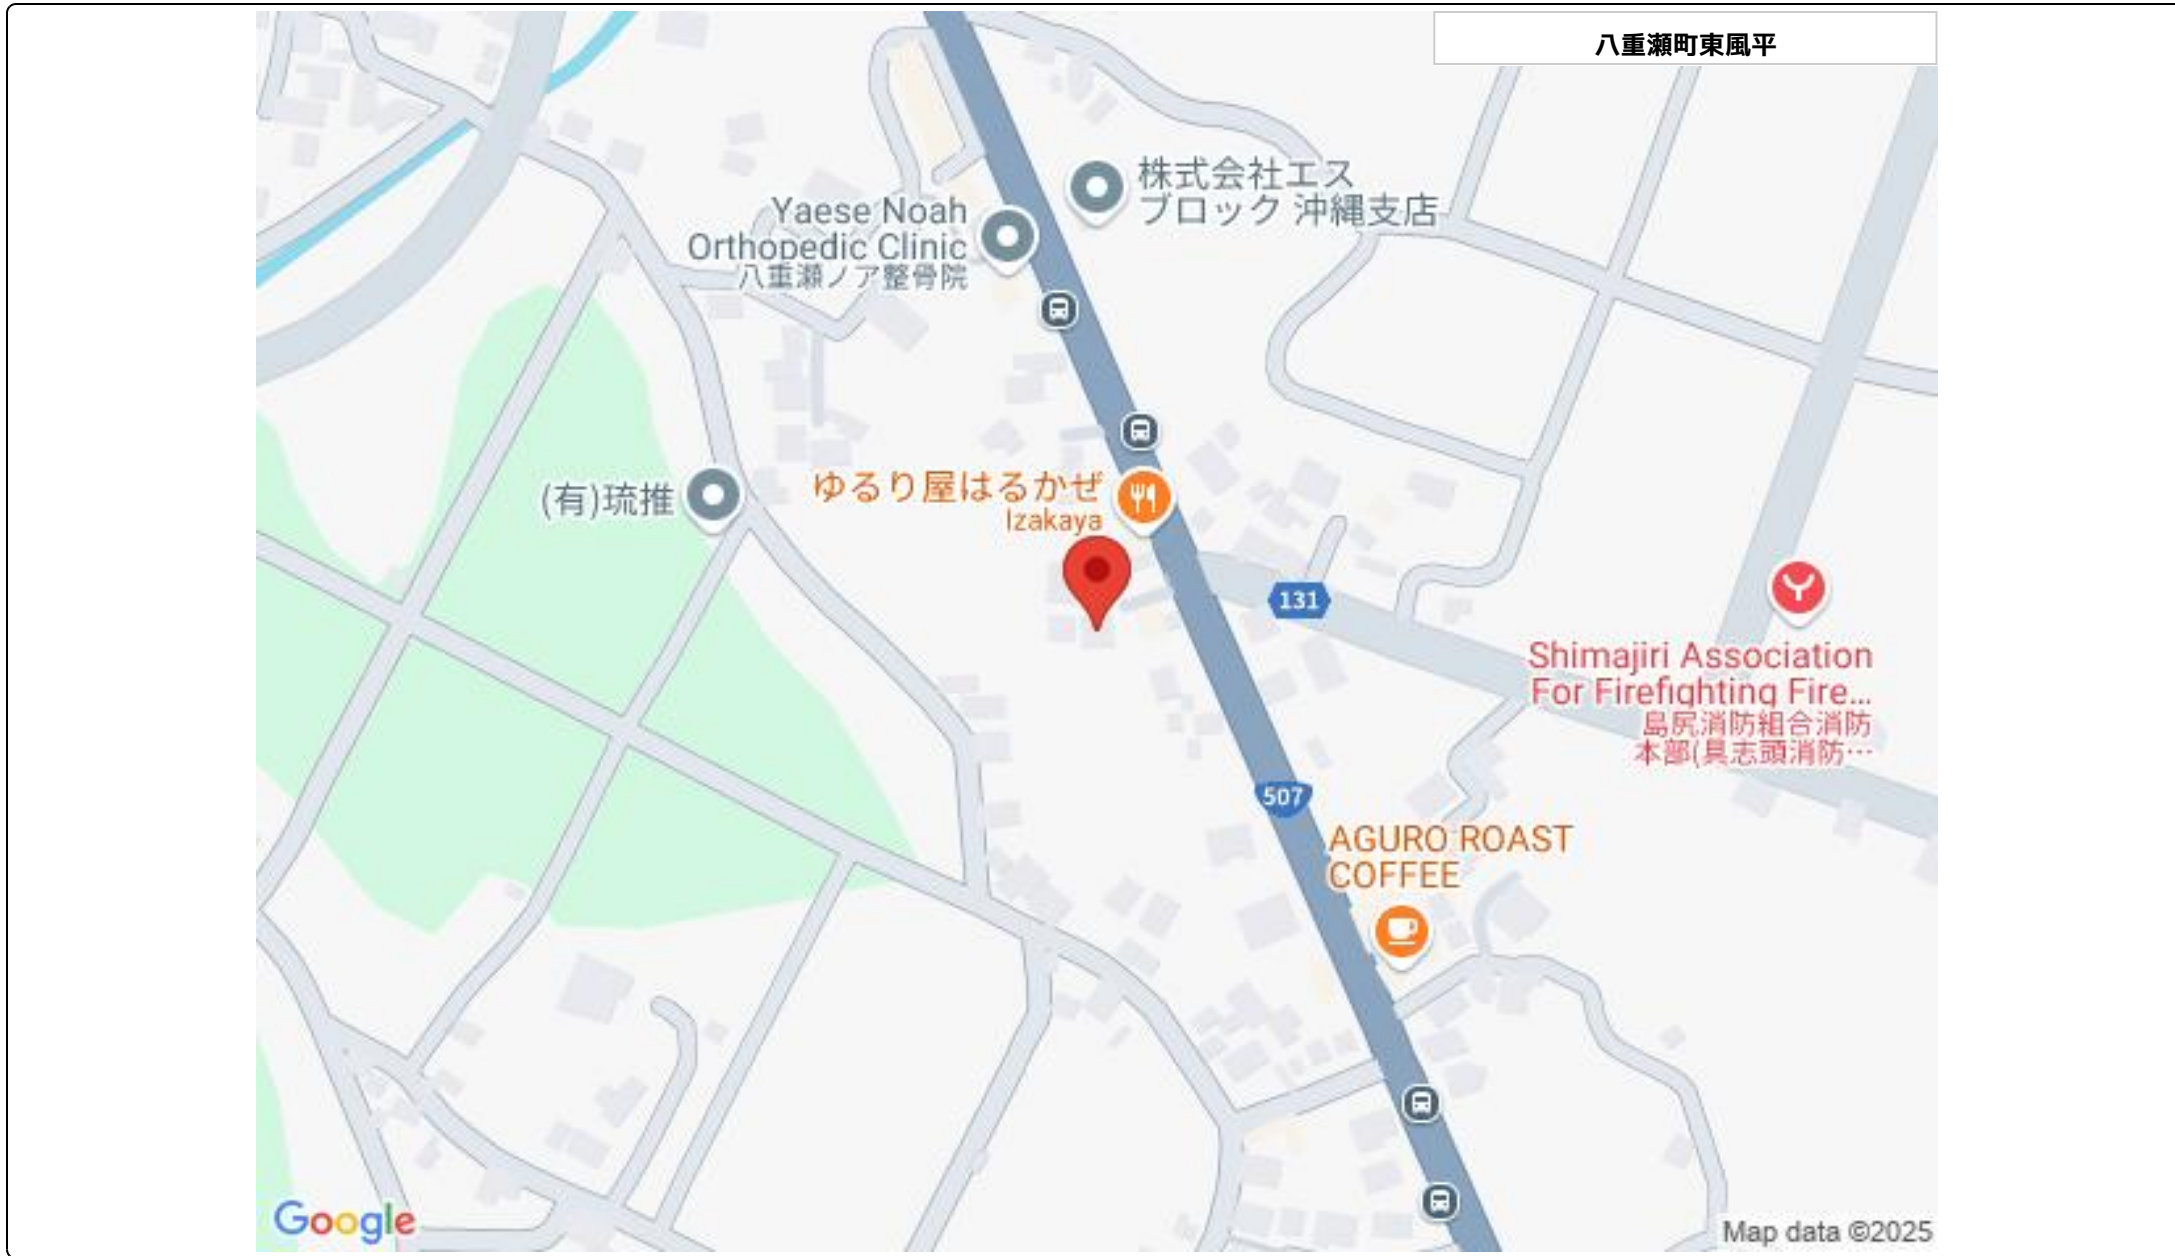 八重瀬町東風平
株式会社エス
ブロック 沖縄支店
Yaese Noah
Orthopedic Clinic
八重瀬ノア整骨院
ゆるり屋はるかぜ
Izakaya
(有)琉推
131
Shimajiri Association
For Firefighting Fire...
島尻消防組合消防
本部(具志頭消防…
507
AGURO ROAST
COFFEE
Google
Map data ©2025